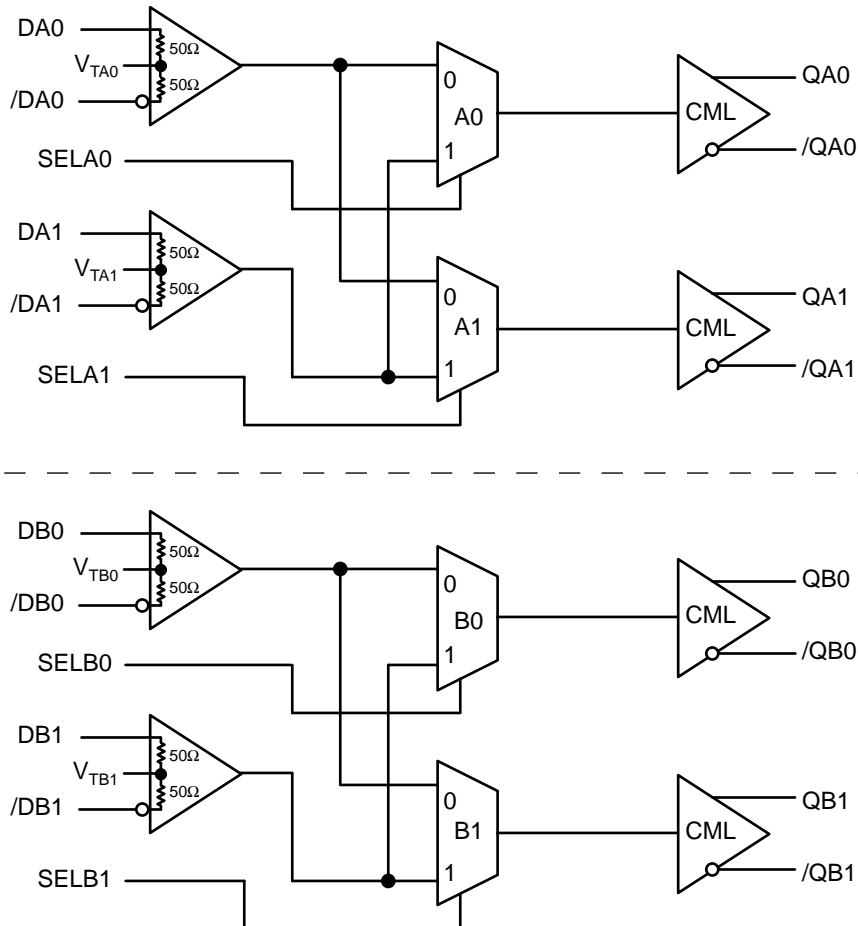 DA0
50Ω
VTA0
50Ω
/DA0
0
A0
1
CML
QA0
/QA0
SELA0
DA1
50Ω
VTA1
50Ω
/DA1
0
A1
1
CML
QA1
/QA1
SELA1
DB0
50Ω
VTB0
50Ω
/DB0
0
B0
1
CML
QB0
/QB0
SELB0
DB1
50Ω
VTB1
50Ω
/DB1
0
B1
1
CML
QB1
/QB1
SELB1